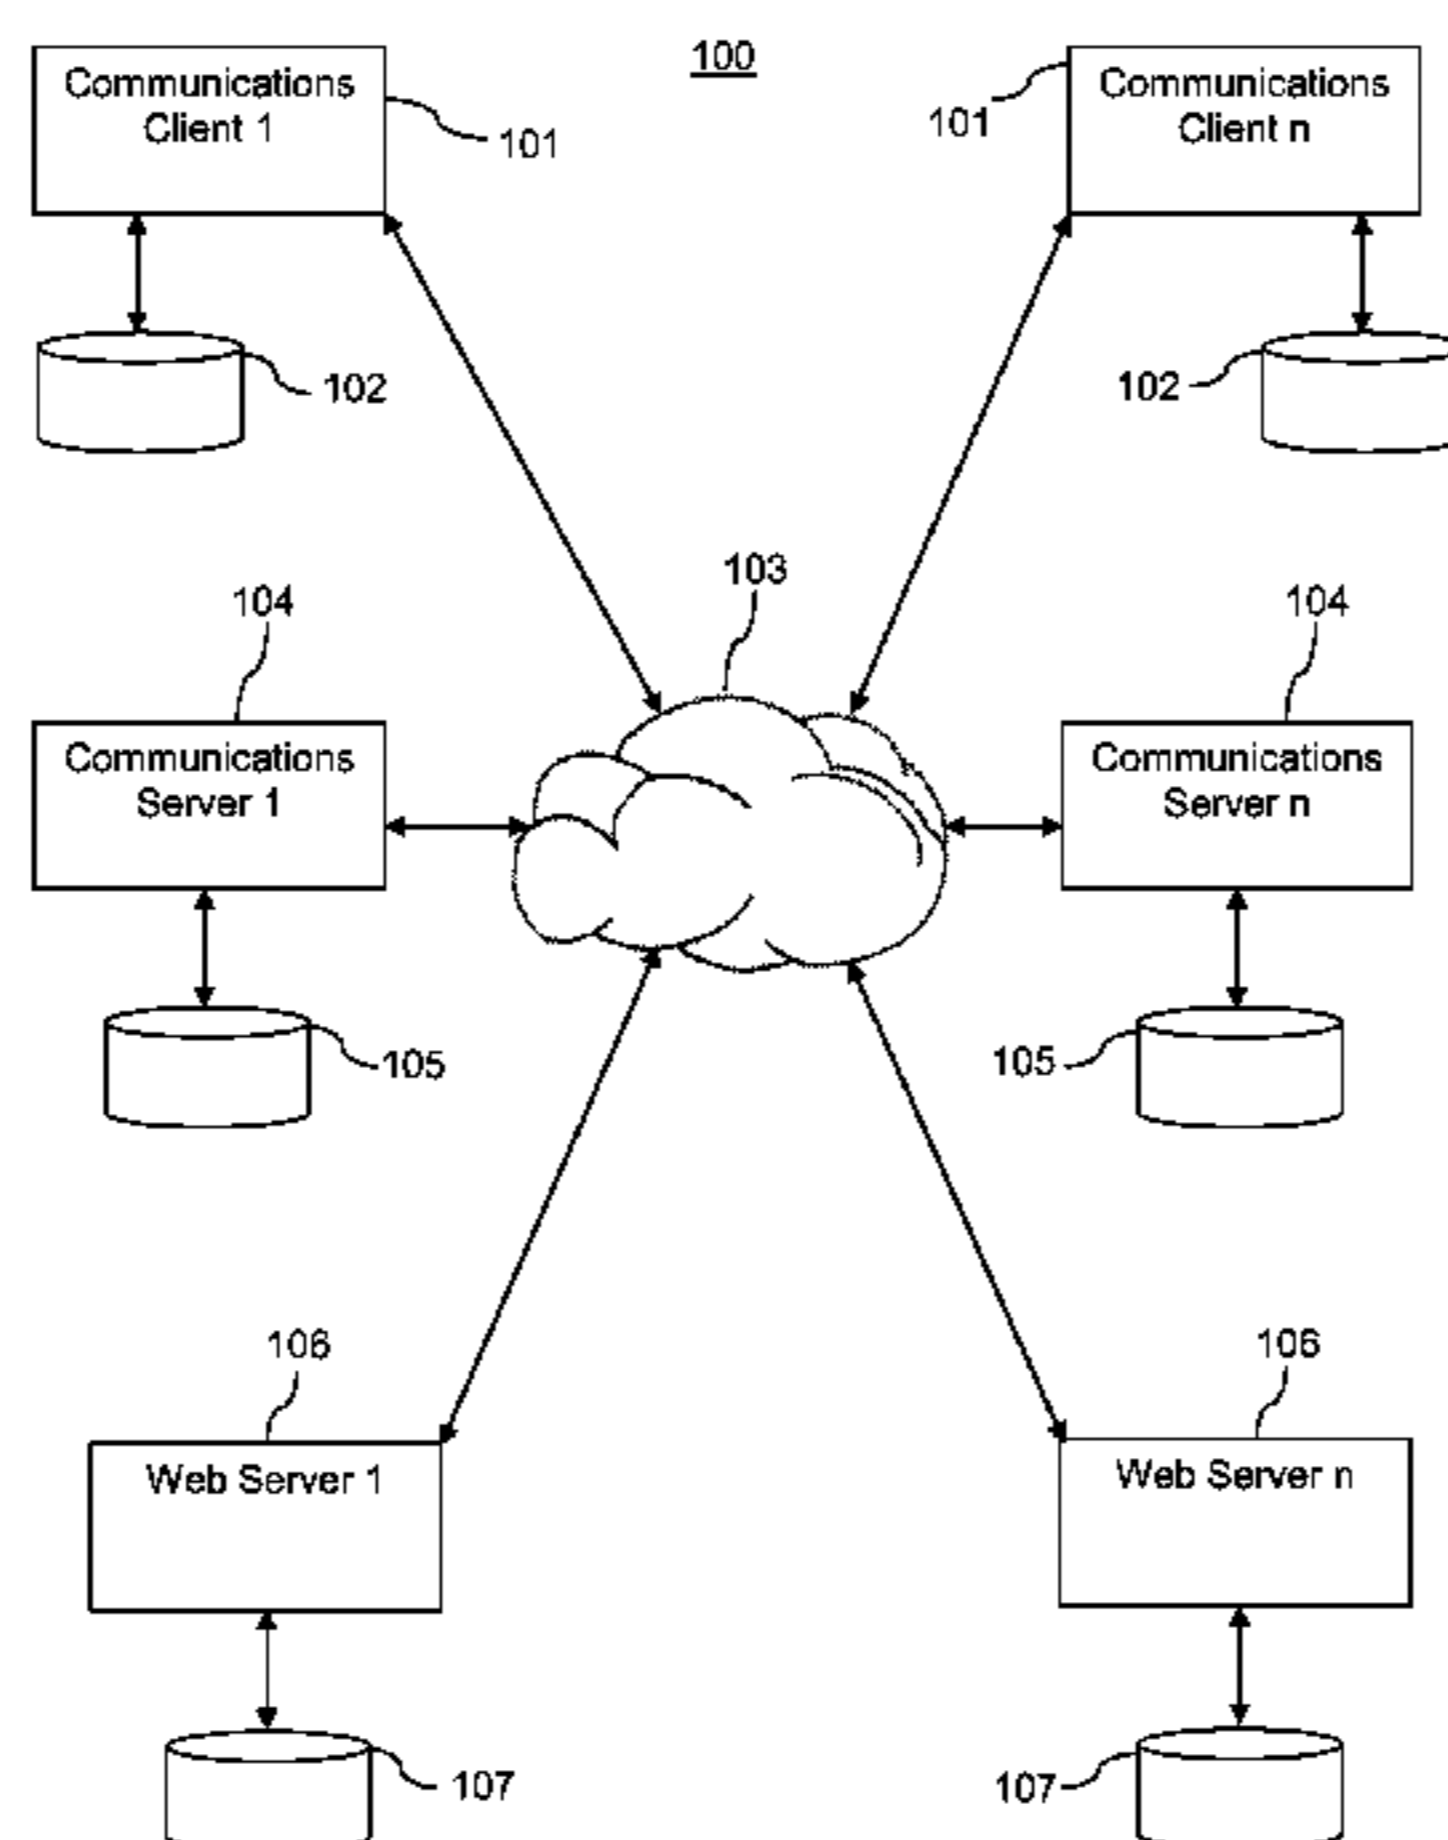 100
Communications
Client 1
101
101
Communications
Client n
102
102
103
104
104
Communications
Server 1
Communications
Server n
105
105
106
106
Web Server 1
Web Server n
107
107